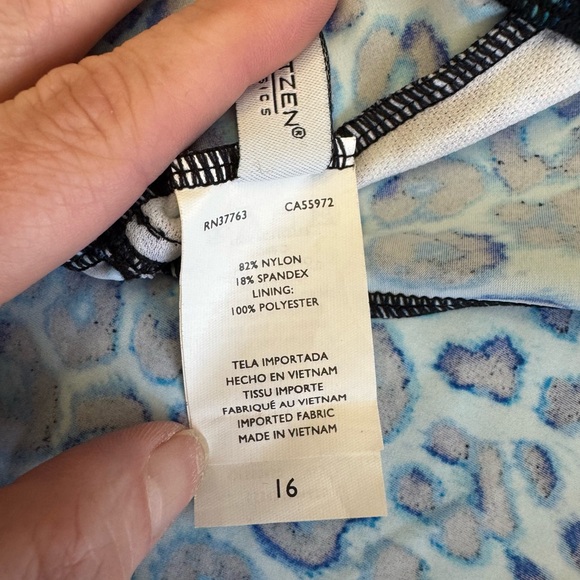 TZEN®
SICS
RN37763 CA55972
82% NYLON
18% SPANDEX
LINING:
100% POLYESTER
TELA IMPORTADA
HECHO EN VIETNAM
TISSU IMPORTE
FABRIQUÉ AU VIETNAM
IMPORTED FABRIC
MADE IN VIETNAM
16